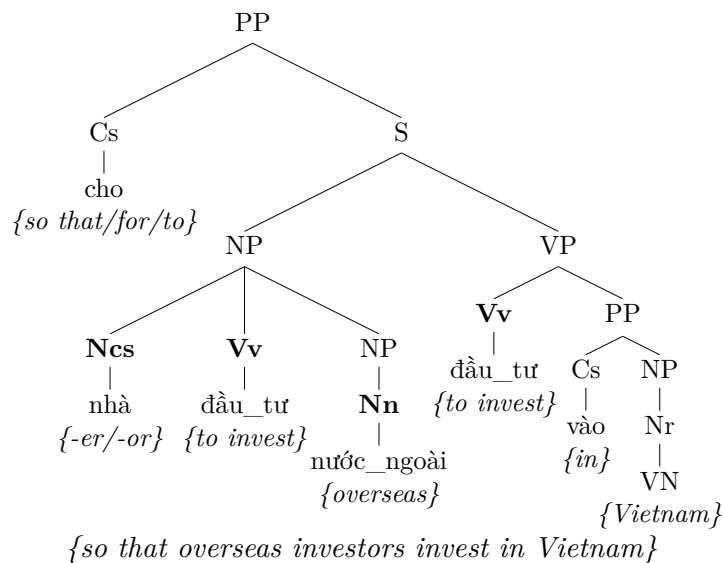 PP
Cs S
cho
{so that/for/to}
NP VP
Ncs Vv NP Vv PP
nhà đầu_tư Nn đầu_tư Cs NP
{-er/-or} {to invest} {to invest}
vào Nr
nước_ngoài {in}
{overseas} VN
{Vietnam}
{so that overseas investors invest in Vietnam}